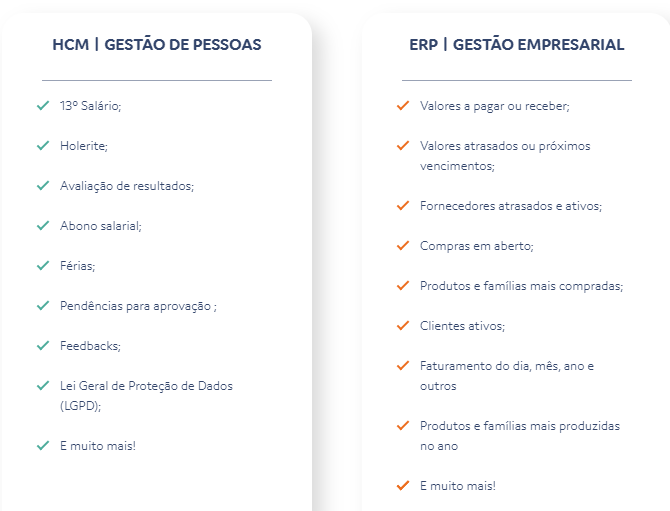 HCM | GESTÃO DE PESSOAS
13º Salário;
Holerite;
Avaliação de resultados;
Abono salarial;
Férias;
Pendências para aprovação ;
Feedbacks;
Lei Geral de Proteção de Dados
(LGPD);
E muito mais!
ERP | GESTÃO EMPRESARIAL
Valores a pagar ou receber;
Valores atrasados ou próximos
vencimentos;
Fornecedores atrasados e ativos;
Compras em aberto;
Produtos e famílias mais compradas;
Clientes ativos;
Faturamento do dia, mês, ano e
outros
Produtos e famílias mais produzidas
no ano
E muito mais!